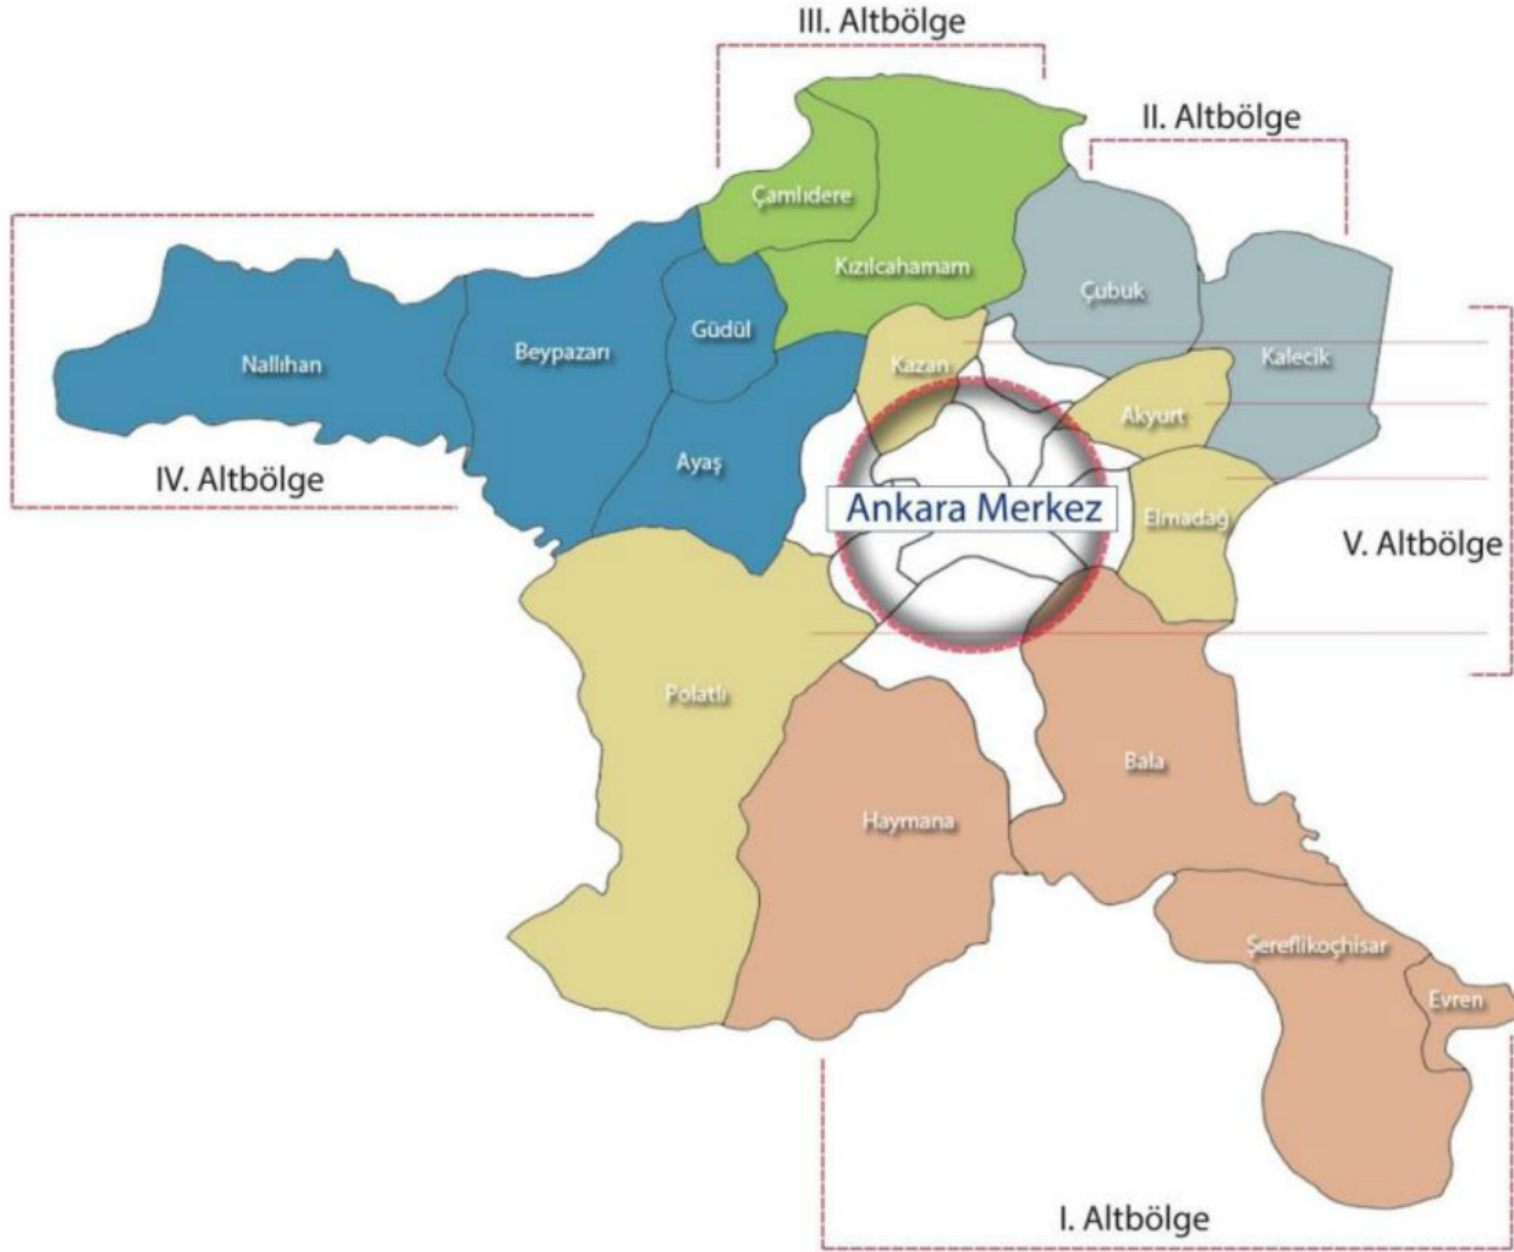 III. Altbölge
II. Altbölge
Çamlıdere
Kızılcahamam
Çubuk
Güdül
Beypazarı
Nallıhan
Kazan
Kalecik
Akyurt
Ayaş
IV. Altbölge
Ankara Merkez
Elmadağ
V. Altbölge
Polatlı
Bala
Haymana
Şereflikoçhisar
Evren
I. Altbölge